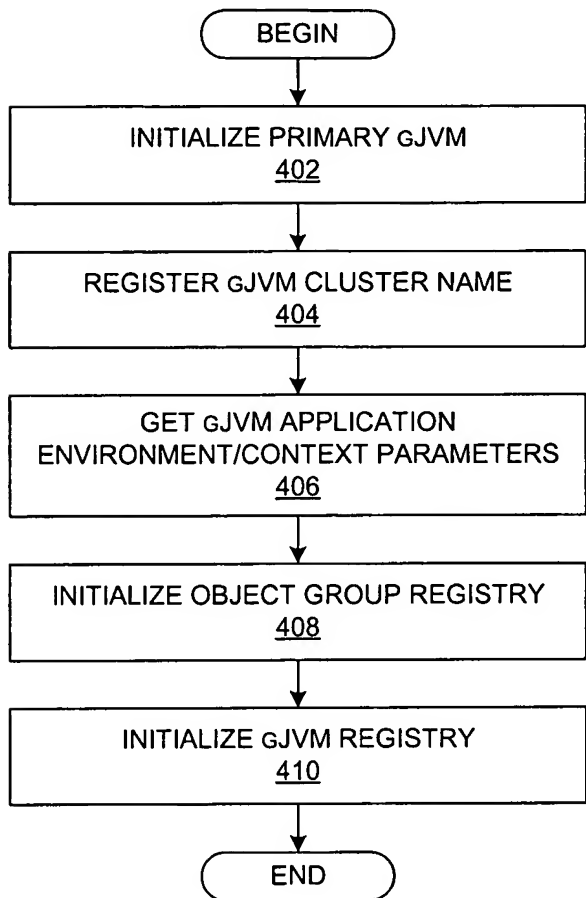 BEGIN
INITIALIZE PRIMARY GJVM
402
REGISTER GJVM CLUSTER NAME
404
GET GJVM APPLICATION
ENVIRONMENT/CONTEXT PARAMETERS
406
INITIALIZE OBJECT GROUP REGISTRY
408
INITIALIZE GJVM REGISTRY
410
END